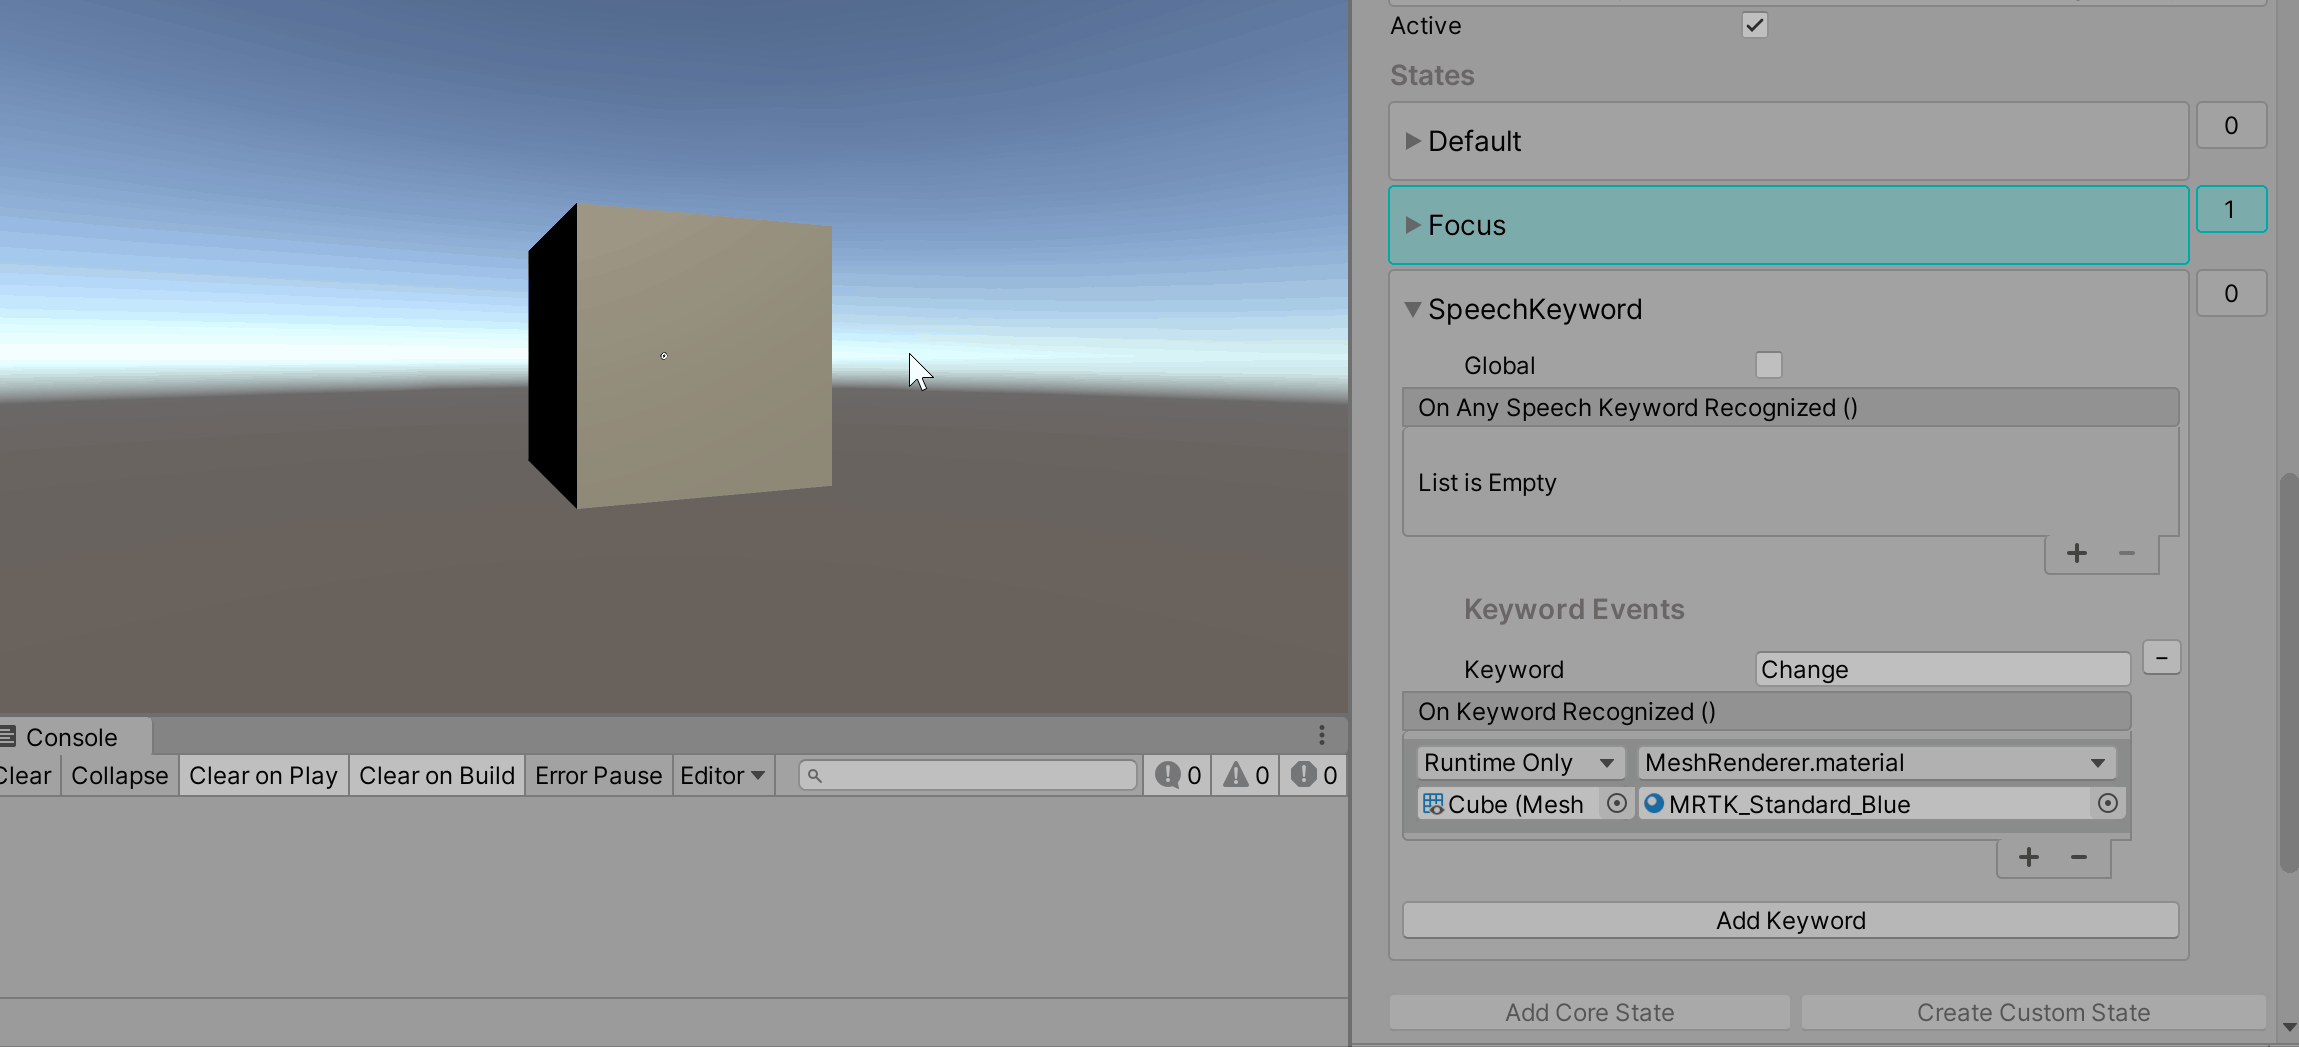 Active
States
Default
0
Focus
1
SpeechKeyword
0
Global
On Any Speech Keyword Recognized ()
List is Empty
Keyword Events
Keyword
Change
On Keyword Recognized ()
Runtime Only
MeshRenderer.material
Cube (Mesh
MRTK_Standard_Blue
Add Keyword
Add Core State
Create Custom State
Console
Clear
Collapse
Clear on Play
Clear on Build
Error Pause
Editor
0
0
0